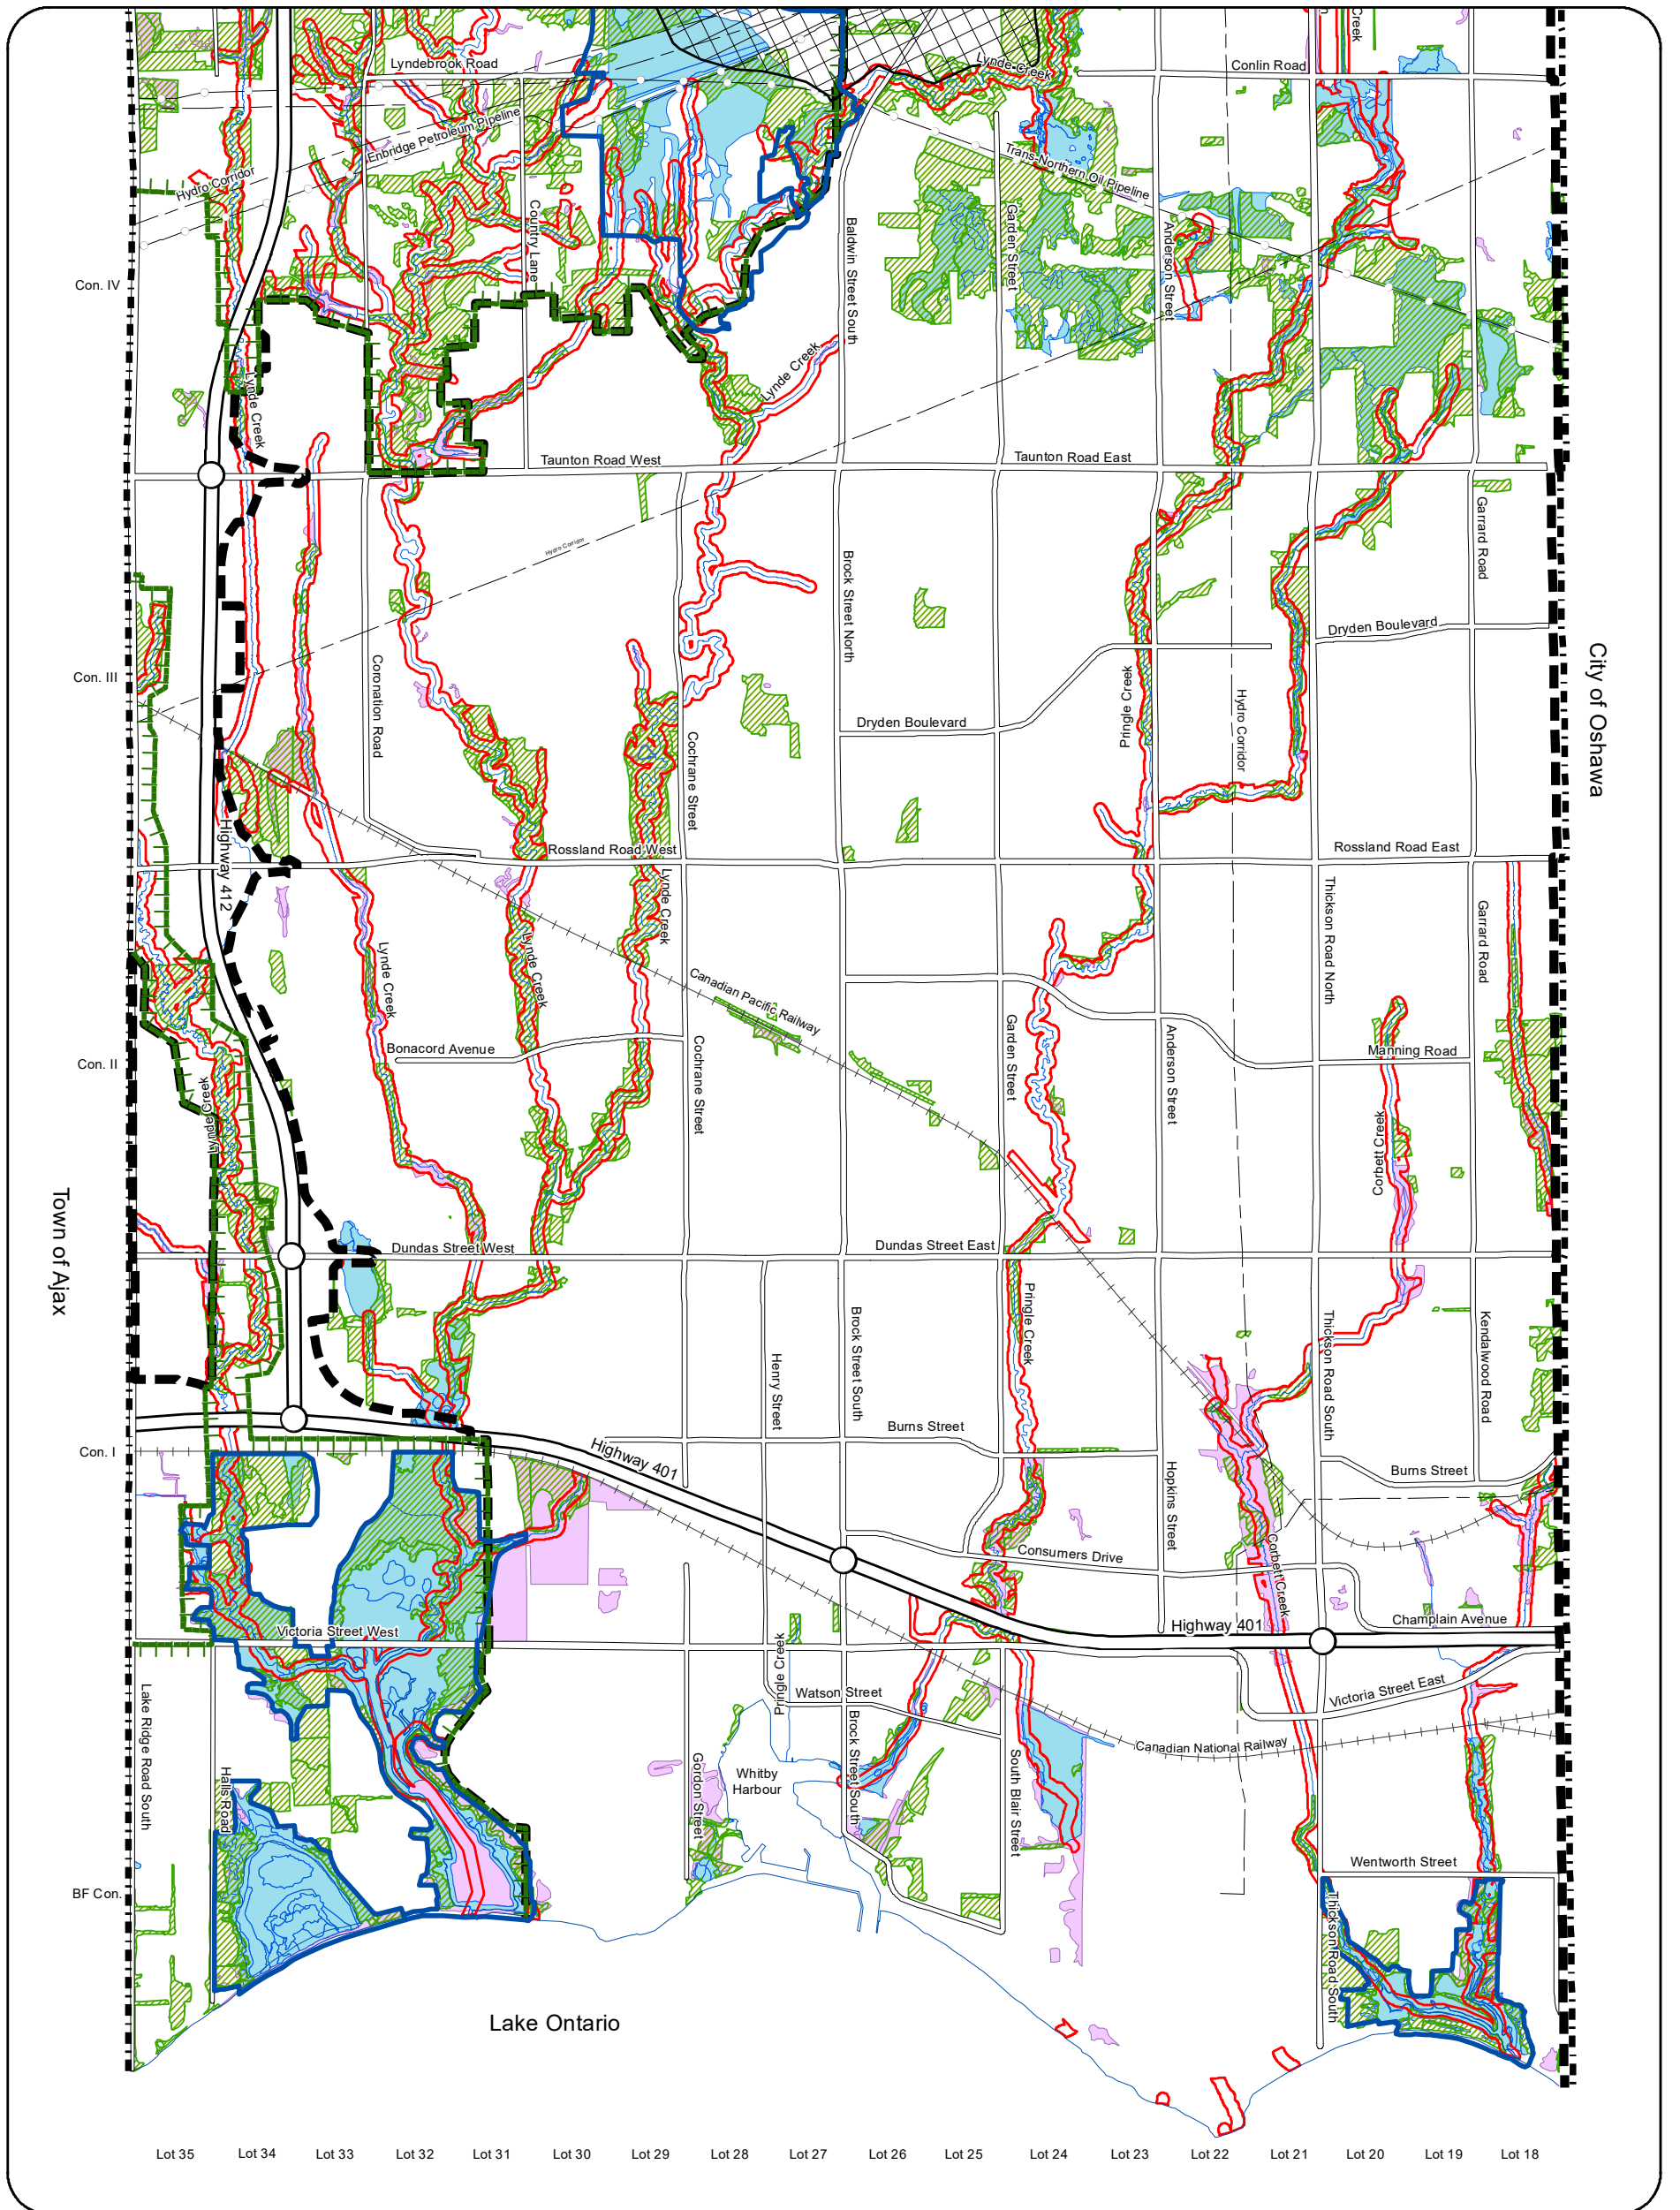 Creek
Lyndebrook Road
Lynde Creek
Conlin Road
Enbridge Petroleum Pipeline
Hydro Corridor
Trans-Northern Oil Pipeline
Country Lane
Baldwin Street South
Garden Street
Anderson Street
Con. IV
Lynde Creek
Lynde Creek
Taunton Road West
Taunton Road East
Garrard Road
Hydro Corridor
Brock Street North
Dryden Boulevard
City of Oshawa
Con. III
Coronation Road
Pringle Creek
Hydro Corridor
Dryden Boulevard
Cochrane Street
Highway 412
Rossland Road West
Rossland Road East
Lynde Creek
Thickson Road North
Garrard Road
Lynde Creek
Lynde Creek
Canadian Pacific Railway
Garden Street
Anderson Street
Bonacord Avenue
Cochrane Street
Manning Road
Con. II
Lynde Creek
Corbett Creek
Town of Ajax
Dundas Street West
Dundas Street East
Pringle Creek
Brock Street South
Henry Street
Thickson Road South
Kendalwood Road
Burns Street
Highway 401
Con. I
Burns Street
Hopkins Street
Consumers Drive
Corbett Creek
Victoria Street West
Highway 401
Champlain Avenue
Pringle Creek
Lake Ridge Road South
Watson Street
Victoria Street East
Brock Street South
Canadian National Railway
Halls Road
Gordon Street
Whitby
Harbour
South Blair Street
Wentworth Street
BF Con.
Thickson Road South
Lake Ontario
Lot 35 Lot 34 Lot 33 Lot 32 Lot 31 Lot 30 Lot 29 Lot 28 Lot 27 Lot 26 Lot 25 Lot 24 Lot 23 Lot 22 Lot 21 Lot 20 Lot 19 Lot 18